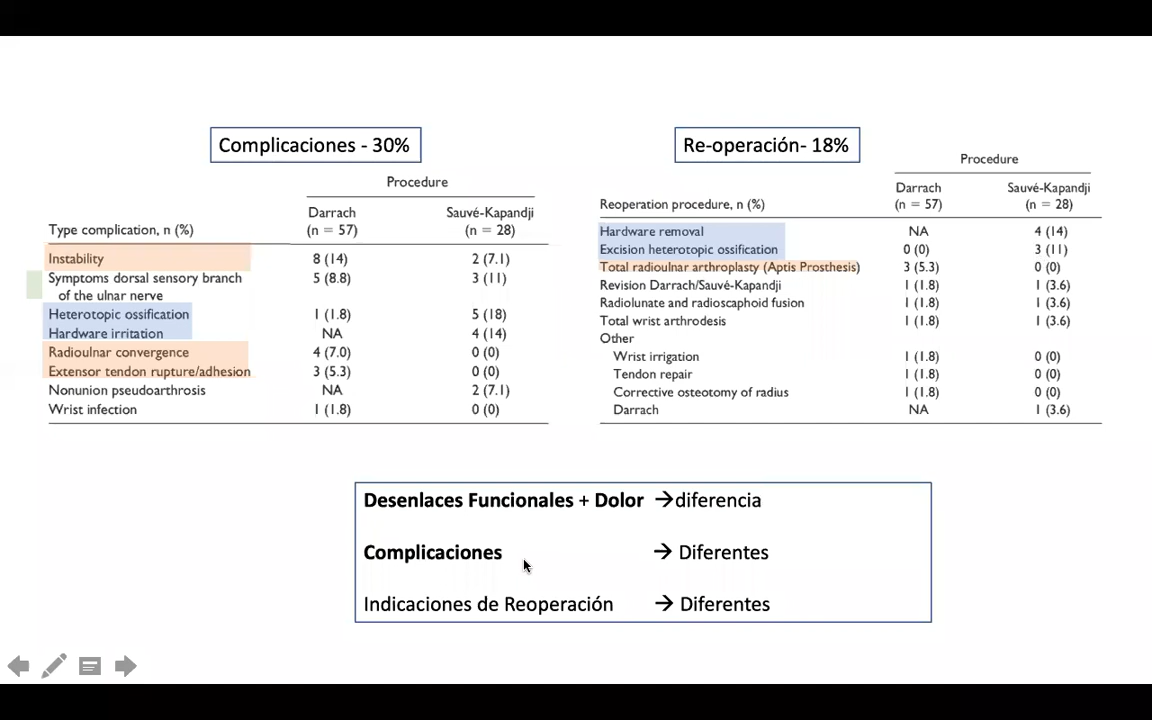 Complicaciones - 30%
Procedure
Darrach Sauvé-Kapandji
Type complication, n (%) (n = 57) (n = 28)
Instability 8 (14) 2 (7.1)
Symptoms dorsal sensory branch 5 (8.8) 3 (11)
of the ulnar nerve
Heterotopic ossification 1 (1.8) 5 (18)
Hardware irritation NA 4 (14)
Radioulnar convergence 4 (7.0) 0 (0)
Extensor tendon rupture/adhesion 3 (5.3) 0 (0)
Nonunion pseudoarthrosis NA 2 (7.1)
Wrist infection 1 (1.8) 0 (0)
Re-operación- 18%
Procedure
Darrach Sauvé-Kapandji
Reoperation procedure, n (%) (n = 57) (n = 28)
Hardware removal NA 4 (14)
Excision heterotopic ossification 0 (0) 3 (11)
Total radioulnar arthroplasty (Aptis Prosthesis) 3 (5.3) 0 (0)
Revision Darrach/Sauvé-Kapandji 1 (1.8) 1 (3.6)
Radiolunate and radioscaphoid fusion 1 (1.8) 1 (3.6)
Total wrist arthrodesis 1 (1.8) 1 (3.6)
Other
Wrist irrigation 1 (1.8) 0 (0)
Tendon repair 1 (1.8) 0 (0)
Corrective osteotomy of radius 1 (1.8) 0 (0)
Darrach NA 1 (3.6)
Desenlaces Funcionales + Dolor → diferencia
Complicaciones → Diferentes
Indicaciones de Reoperación → Diferentes